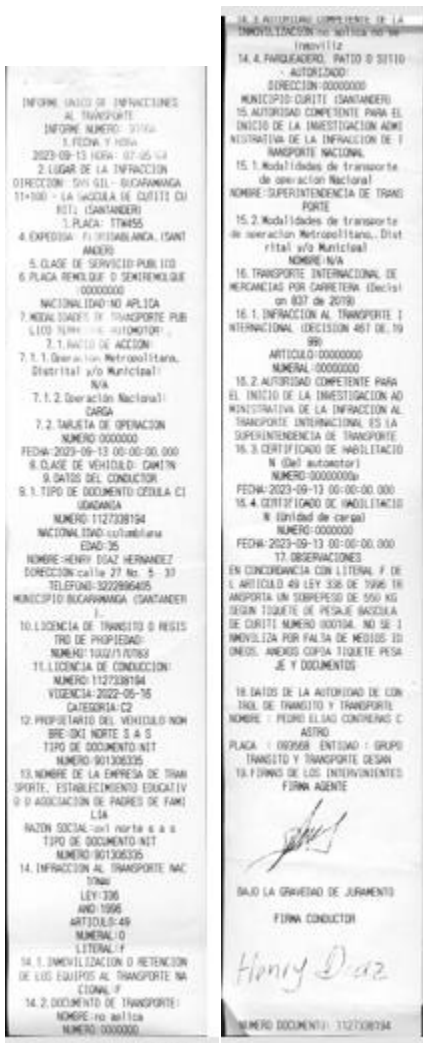 INFORME UNICO DE INFRACCIONES
AL TRANSPORTE
INFORME NUMERO:
1.FECHA Y HORA
2023-09-13 HORA: 07:05
2.LUGAR DE LA INFRACCION
DIRECCION: SAN GIL- BUCARAMANGA
11+100 - LA BASCULA DE CUTITI CU
RITI (SANTANDER)
3.PLACA: TTW455
4.EXPEDIDA: FLORIDABLANCA, (SANT
ANDER)
5.CLASE DE SERVICIO:PUBLICO
6.PLACA REMOLQUE O SEMIREMOLQUE
:00000000
NACIONALIDAD:NO APLICA
7.MODALIDADES DE TRANSPORTE PUB
LICO TERRESTRE AUTOMOTOR:
7.1.RADIO DE ACCION:
7.1.1.Operacion Metropolitana,
Distrital y/o Municipal:
N/A
7.1.2.Operación Nacional:
CARGA
7.2.TARJETA DE OPERACION
NUMERO:0000000
FECHA:2023-09-13 00:00:00.000
8.CLASE DE VEHICULO: CAMI?N
9.DATOS DEL CONDUCTOR
9.1.TIPO DE DOCUMENTO:CEDULA CI
UDADANIA
NUMERO:1127338194
NACIONALIDAD:colombiana
EDAD:35
NOMBRE:HENRY DIAZ HERNANDEZ
DIRECCION:calle 27 No. 5 37
TELEFONO:3222896405
MUNICIPIO:BUCARAMANGA (SANTANDER
)
10.LICENCIA DE TRANSITO O REGIS
TRO DE PROPIEDAD:
NUMERO:10027170783
11.LICENCIA DE CONDUCCION:
NUMERO:1127338194
VIGENCIA:2022-05-16
CATEGORIA:C2
12.PROPIETARIO DEL VEHICULO:NOM
BRE:OXI NORTE S A S
TIPO DE DOCUMENTO:NIT
NUMERO:901306335
13.NOMBRE DE LA EMPRESA DE TRAN
SPORTE, ESTABLECIMIENTO EDUCATIV
O O ASOCIACION DE PADRES DE FAMI
LIA
RAZON SOCIAL:oxi norte s a s
TIPO DE DOCUMENTO:NIT
NUMERO:901306335
14.INFRACCION AL TRANSPORTE NAC
IONAL
LEY:336
ANO:1996
ARTICULO:49
NUMERAL:0
LITERAL:f
14.1.INMOVILIZACION O RETENCION
DE LOS EQUIPOS AL TRANSPORTE NA
CIONAL:F
14.2.DOCUMENTO DE TRANSPORTE:
NOMBRE:no aplica
NUMERO:0000000
14.3.AUTORIDAD COMPETENTE DE LA
INMOVILIZACION:no aplica no se
inmoviliz
14.4.PARQUEADERO, PATIO O SITIO
AUTORIZADO:
DIRECCION:00000000
MUNICIPIO:CURITI (SANTANDER)
15.AUTORIDAD COMPETENTE PARA EL
INICIO DE LA INVESTIGACION ADMI
NISTRATIVA DE LA INFRACCION DE T
RANSPORTE NACIONAL
15.1.Modalidades de transporte
de operacion Nacional
NOMBRE:SUPERINTENDENCIA DE TRANS
PORTE
15.2.Modalidades de transporte
de operacion Metropolitana, Dist
rital y/o Municipal
NOMBRE:N/A
16.TRANSPORTE INTERNACIONAL DE
MERCANCIAS POR CARRETERA (Decisi
on 837 de 2019)
16.1.INFRACCION AL TRANSPORTE I
NTERNACIONAL (DECISION 467 DE 19
99)
ARTICULO:00000000
NUMERAL:00000000
16.2.AUTORIDAD COMPETENTE PARA
EL INICIO DE LA INVESTIGACION AD
MINISTRATIVA DE LA INFRACCION AL
TRANSPORTE INTERNACIONAL ES LA
SUPERINTENDENCIA DE TRANSPORTE
16.3.CERTIFICADO DE HABILITACIO
N (Del automotor)
NUMERO:00000000p
FECHA:2023-09-13 00:00:00.000
16.4.CERTIFICADO DE HABILITACIO
N (Unidad de carga)
NUMERO:0000000
FECHA:2023-09-13 00:00:00.000
17.OBSERVACIONES
EN CONCORDANCIA CON LITERAL F DE
L ARTICULO 49 LEY 336 DE 1996 TR
ANSPORTA UN SOBREPESO DE 550 KG
SEGUN TIQUETE DE PESAJE BASCULA
DE CURITI NUMERO 000104. NO SE I
NMOVILIZA POR FALTA DE MEDIOS ID
ONEOS. ANEXOS COPIA TIQUETE PESA
JE Y DOCUMENTOS
18.DATOS DE LA AUTORIDAD DE CON
TROL DE TRANSITO Y TRANSPORTE
NOMBRE : PEDRO ELIAS CONTRERAS C
ASTRO
PLACA : 093568 ENTIDAD : GRUPO
TRANSITO Y TRANSPORTE DESAN
19.FIRMAS DE LOS INTERVINIENTES
FIRMA AGENTE
BAJO LA GRAVEDAD DE JURAMENTO
FIRMA CONDUCTOR
Henry Diaz
NUMERO DOCUMENTO: 1127338194